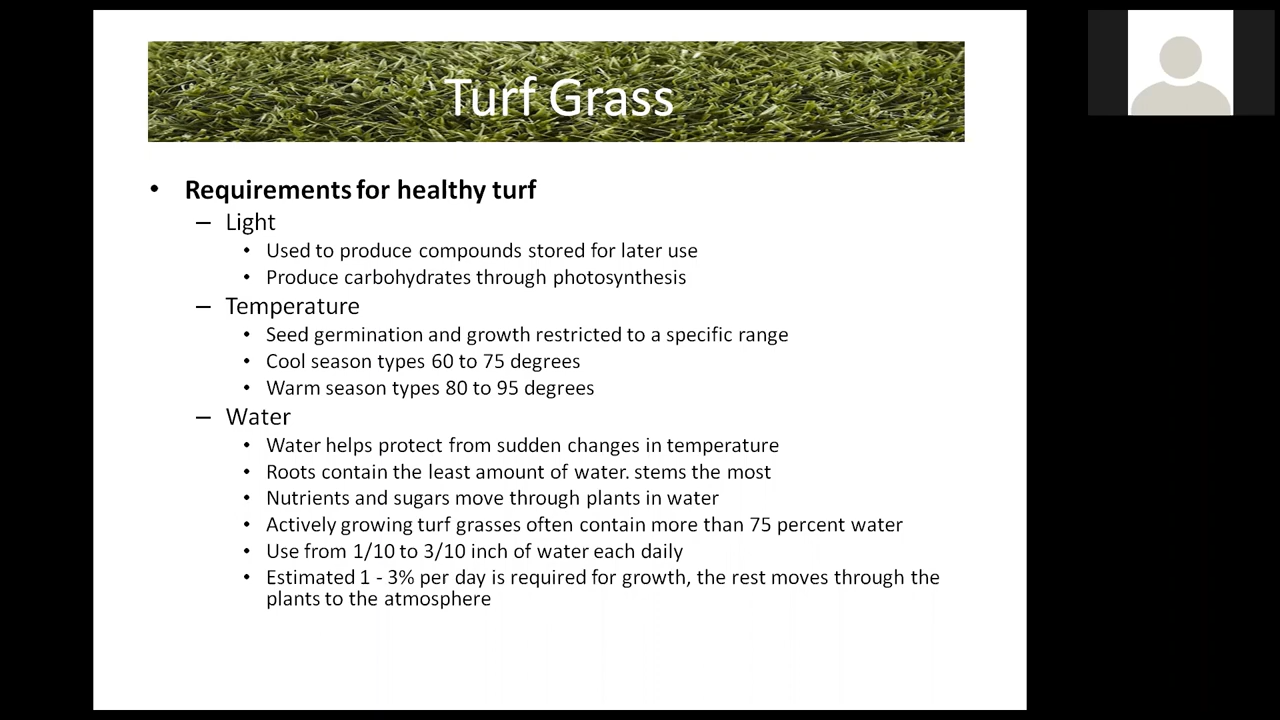 Turf Grass
• Requirements for healthy turf
– Light
• Used to produce compounds stored for later use
• Produce carbohydrates through photosynthesis
– Temperature
• Seed germination and growth restricted to a specific range
• Cool season types 60 to 75 degrees
• Warm season types 80 to 95 degrees
– Water
• Water helps protect from sudden changes in temperature
• Roots contain the least amount of water. stems the most
• Nutrients and sugars move through plants in water
• Actively growing turf grasses often contain more than 75 percent water
• Use from 1/10 to 3/10 inch of water each daily
• Estimated 1 - 3% per day is required for growth, the rest moves through the
plants to the atmosphere